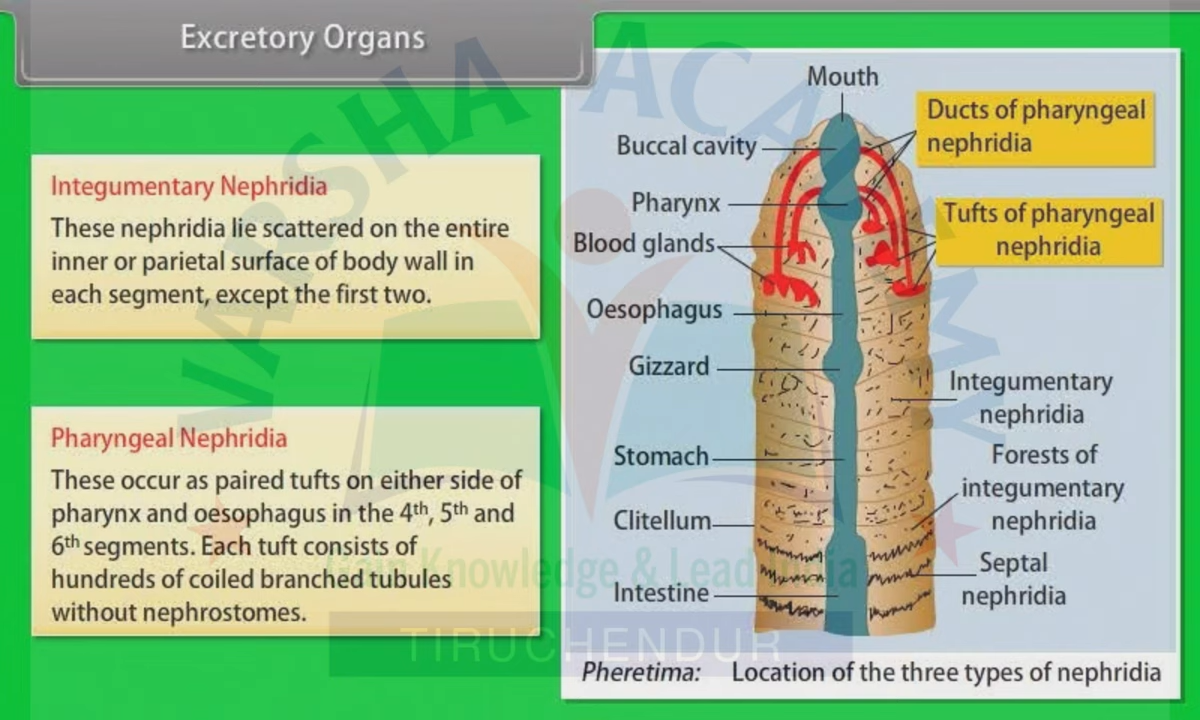 Excretory Organs
Integumentary Nephridia
These nephridia lie scattered on the entire
inner or parietal surface of body wall in
each segment, except the first two.
Pharyngeal Nephridia
These occur as paired tufts on either side of
pharynx and oesophagus in the 4th, 5th and
6th segments. Each tuft consists of
hundreds of coiled branched tubules
without nephrostomes.
Mouth
Buccal cavity
Pharynx
Blood glands
Oesophagus
Gizzard
Stomach
Clitellum
Intestine
Ducts of pharyngeal
nephridia
Tufts of pharyngeal
nephridia
Integumentary
nephridia
Forests of
integumentary
nephridia
Septal
nephridia
Pheretima: Location of the three types of nephridia
VARSHA ACADEMY
Gain Knowledge & Lead India
TIRUCHENDUR